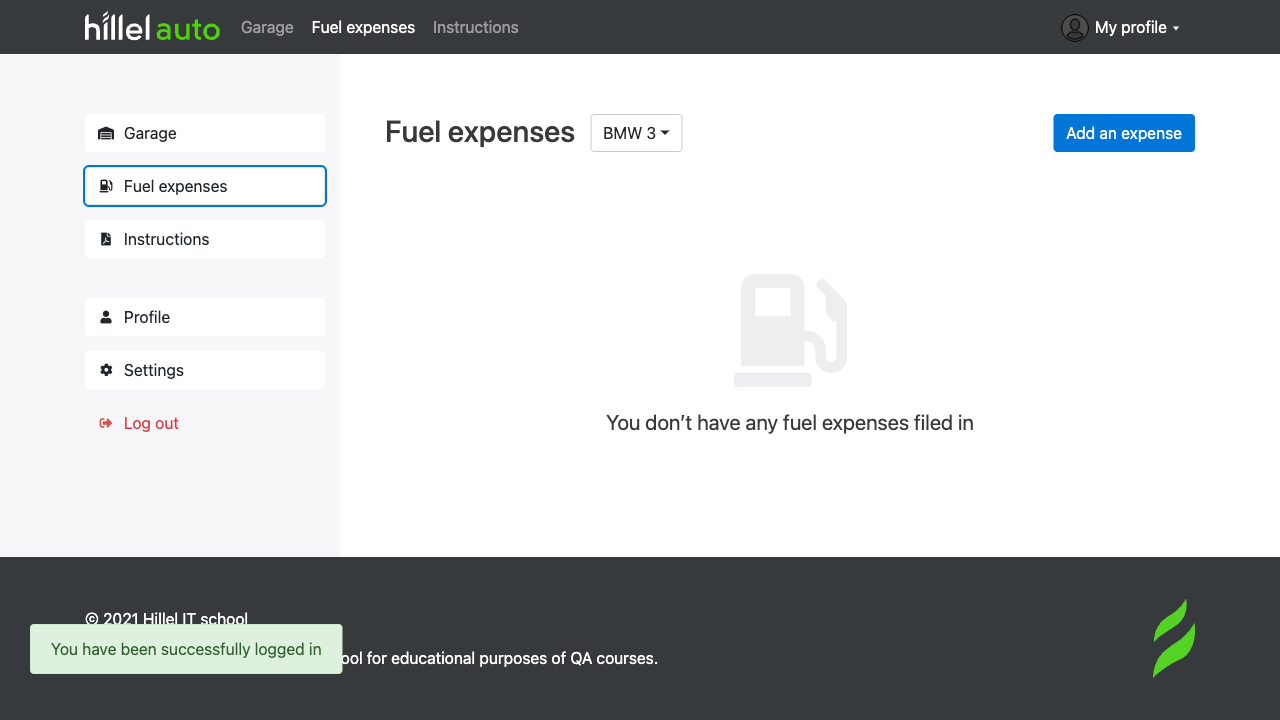 hillel auto Garage Fuel expenses Instructions My profile
Garage
Fuel expenses
Instructions
Profile
Settings
Log out
Fuel expenses BMW 3 Add an expense
You don’t have any fuel expenses filed in
© 2021 Hillel IT school
ool for educational purposes of QA courses.
You have been successfully logged in